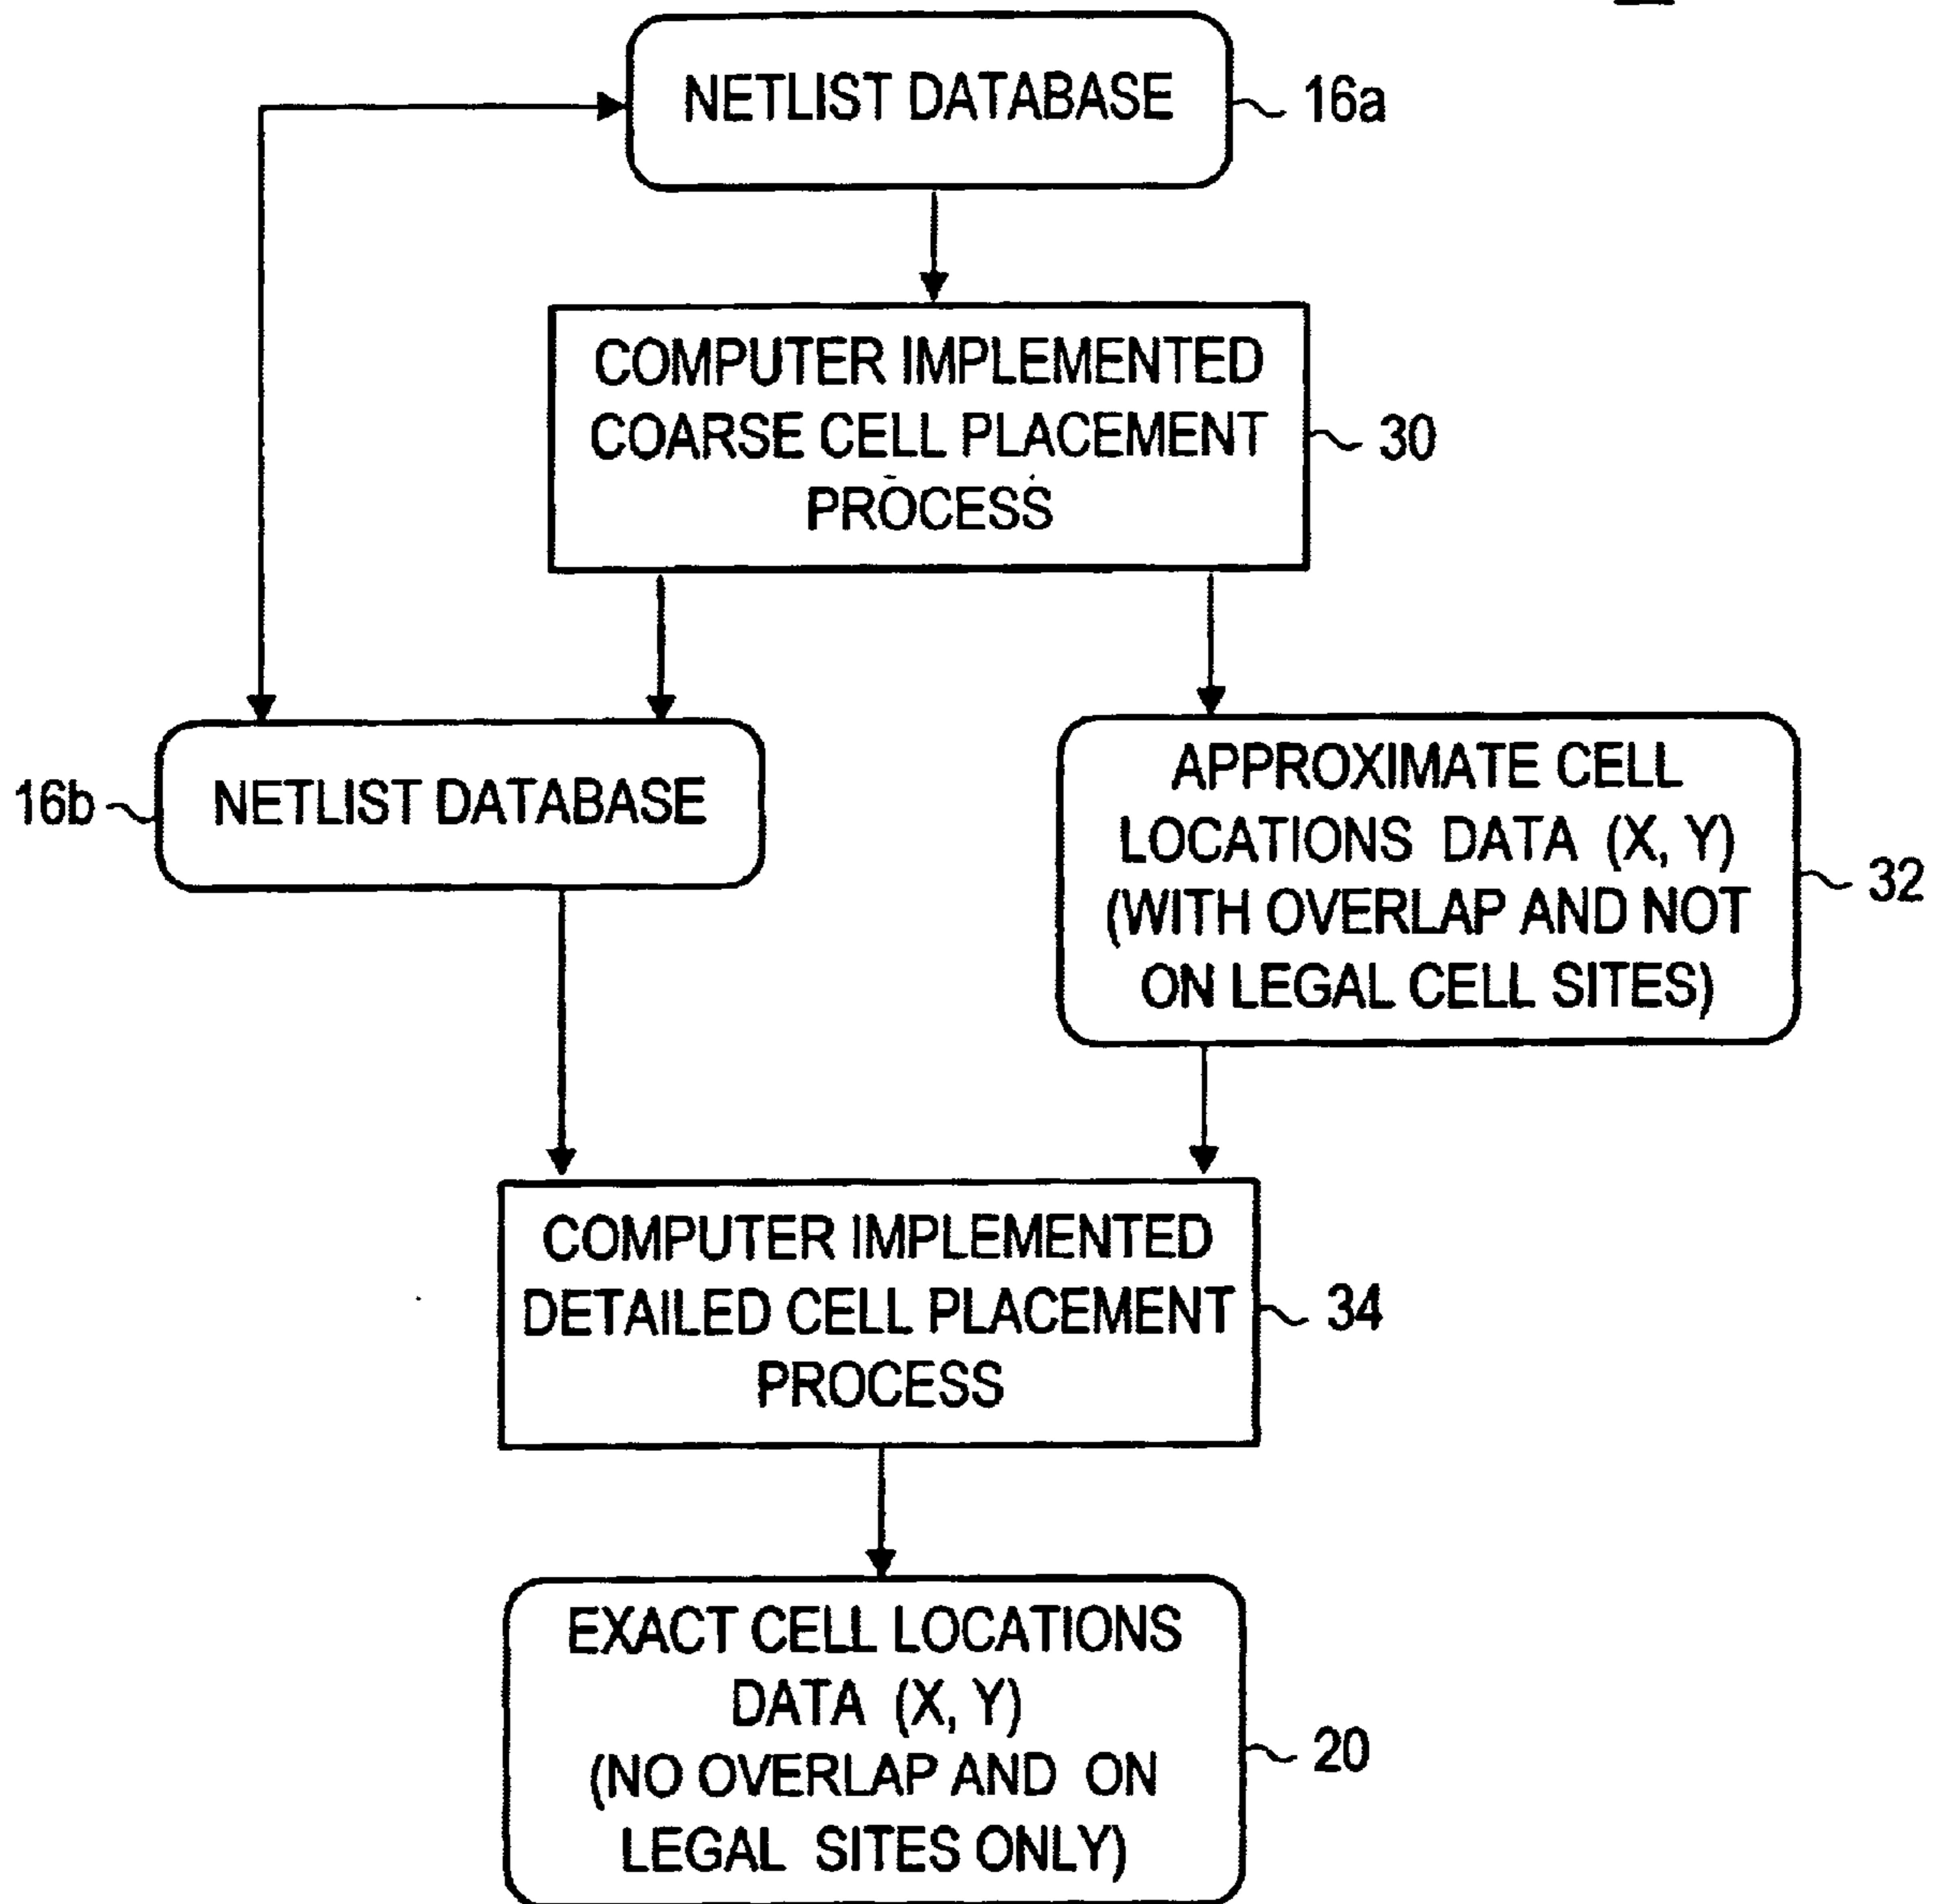 NETLIST DATABASE
16a
COMPUTER IMPLEMENTED
COARSE CELL PLACEMENT
PROCESS
30
16b
NETLIST DATABASE
APPROXIMATE CELL
LOCATIONS DATA (X, Y)
(WITH OVERLAP AND NOT
ON LEGAL CELL SITES)
32
COMPUTER IMPLEMENTED
DETAILED CELL PLACEMENT
PROCESS
34
EXACT CELL LOCATIONS
DATA (X, Y)
(NO OVERLAP AND ON
LEGAL SITES ONLY)
20